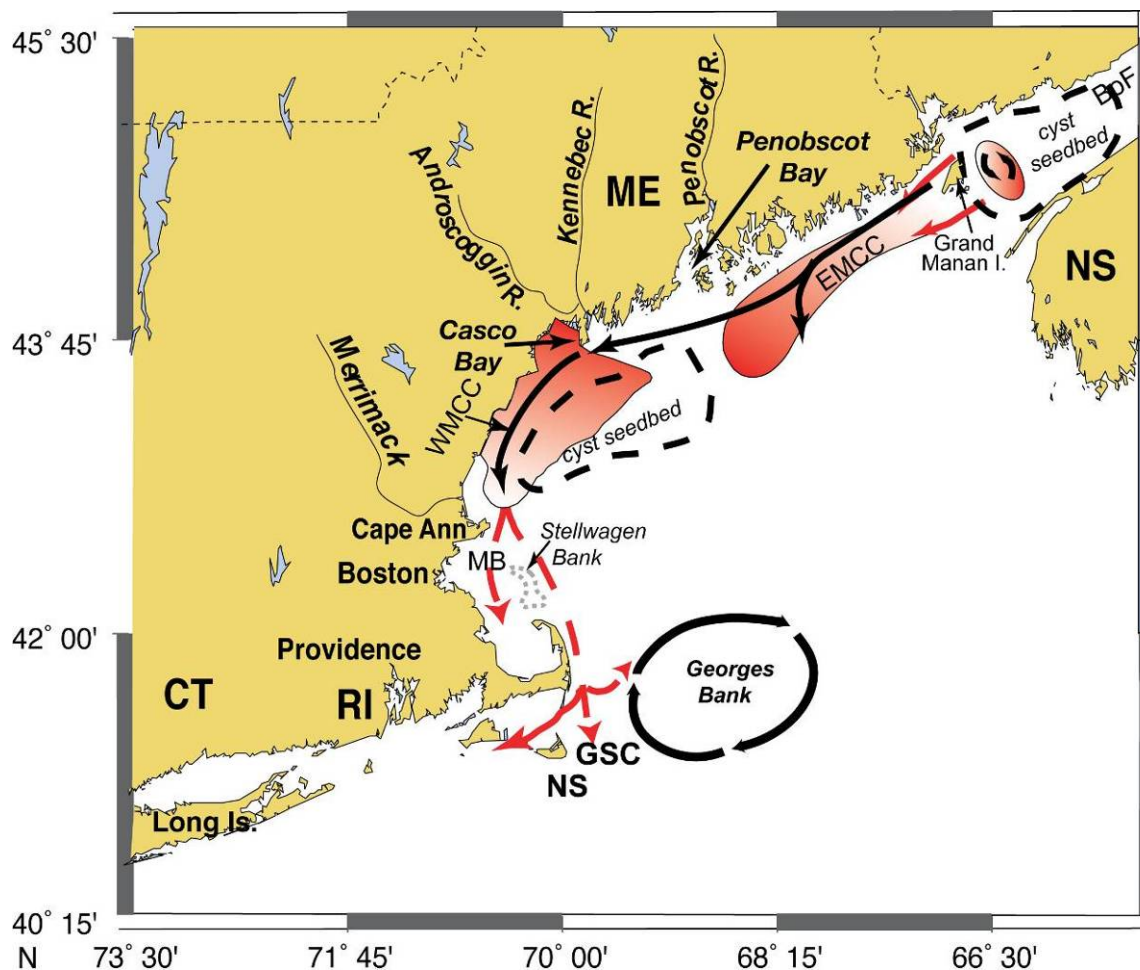 45° 30'
BpF
cyst
seedbed
Penobscot R.
Kennebec R.
Androscoggin R.
ME
Penobscot
Bay
Grand
Manan I.
NS
EMCC
43° 45'
Casco
Bay
Merrimack
WMCC
cyst seedbed
Cape Ann
Stellwagen
Bank
MB
Boston
42° 00'
Providence
Georges
Bank
CT
RI
GSC
NS
Long Is.
40° 15'
N
73° 30'
71° 45'
70° 00'
68° 15'
66° 30'